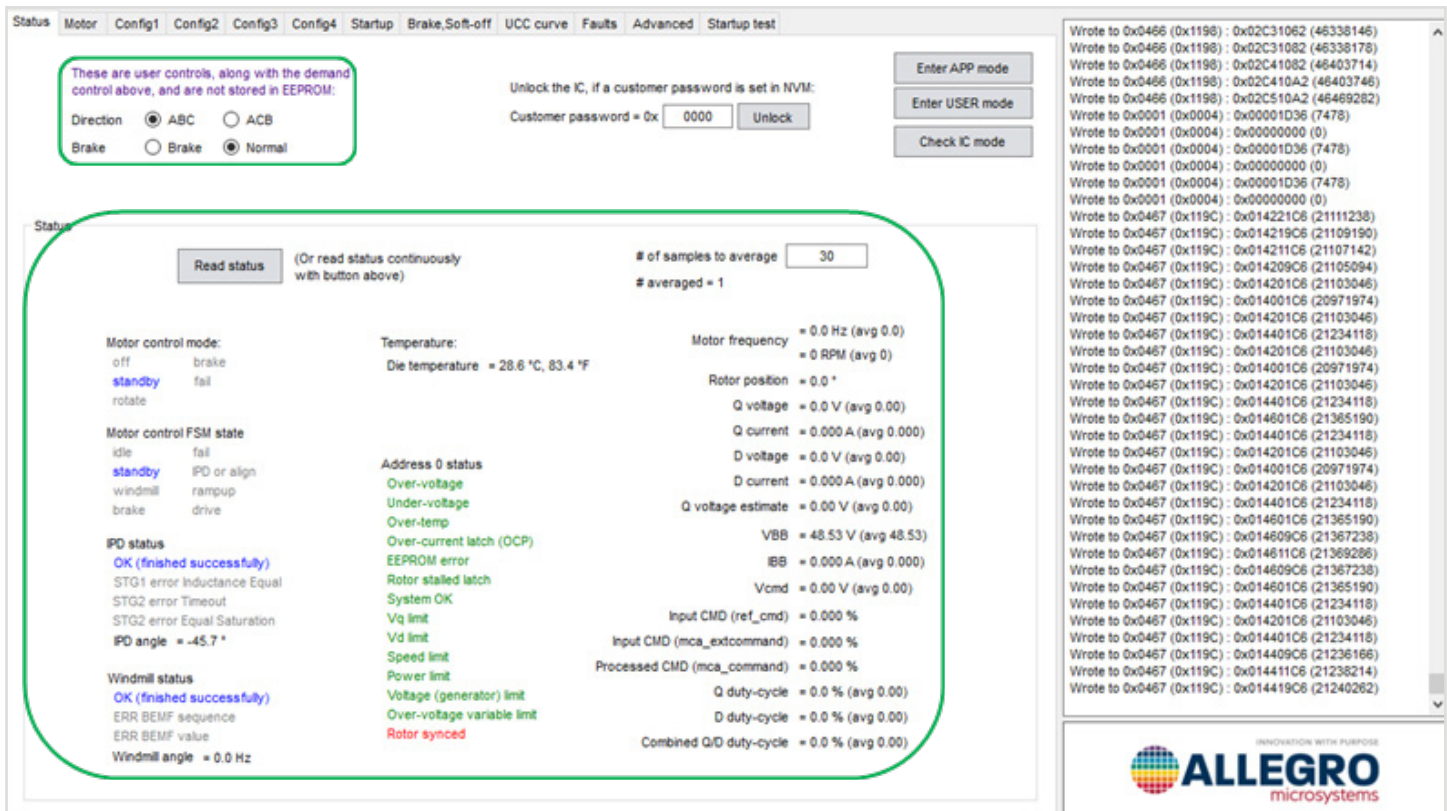 Status Motor Config1 Config2 Config3 Config4 Startup Brake,Soft-off UCC curve Faults Advanced Startup test
These are user controls, along with the demand
control above, and are not stored in EEPROM:
Direction ABC ACB
Brake Brake Normal
Unlock the IC, if a customer password is set in NVM:
Customer password = 0x 0000 Unlock
Enter APP mode
Enter USER mode
Check IC mode
Status
Read status
(Or read status continuously
with button above)
# of samples to average 30
# averaged = 1
Motor control mode:
off brake
standby fail
rotate
Motor control FSM state
idle fail
standby IPD or align
windmill rampup
brake drive
IPD status
OK (finished successfully)
STG1 error Inductance Equal
STG2 error Timeout
STG2 error Equal Saturation
IPD angle = -45.7 °
Windmill status
OK (finished successfully)
ERR BEMF sequence
ERR BEMF value
Windmill angle = 0.0 Hz
Temperature:
Die temperature = 28.6 °C, 83.4 °F
Address 0 status
Over-voltage
Under-voltage
Over-temp
Over-current latch (OCP)
EEPROM error
Rotor stalled latch
System OK
Vq limit
Vd limit
Speed limit
Power limit
Voltage (generator) limit
Over-voltage variable limit
Rotor synced
Motor frequency = 0.0 Hz (avg 0.0)
= 0 RPM (avg 0)
Rotor position = 0.0 °
Q voltage = 0.0 V (avg 0.00)
Q current = 0.000 A (avg 0.000)
D voltage = 0.0 V (avg 0.00)
D current = 0.000 A (avg 0.000)
Q voltage estimate = 0.00 V (avg 0.00)
VBB = 48.53 V (avg 48.53)
IBB = 0.000 A (avg 0.000)
Vcmd = 0.00 V (avg 0.00)
Input CMD (ref_cmd) = 0.000 %
Input CMD (mca_extcommand) = 0.000 %
Processed CMD (mca_command) = 0.000 %
Q duty-cycle = 0.0 % (avg 0.00)
D duty-cycle = 0.0 % (avg 0.00)
Combined Q/D duty-cycle = 0.0 % (avg 0.00)
Wrote to 0x0466 (0x1198) : 0x02C31062 (46338146)
Wrote to 0x0466 (0x1198) : 0x02C31082 (46338178)
Wrote to 0x0466 (0x1198) : 0x02C41082 (46403714)
Wrote to 0x0466 (0x1198) : 0x02C410A2 (46403746)
Wrote to 0x0466 (0x1198) : 0x02C510A2 (46469282)
Wrote to 0x0001 (0x0004) : 0x00001D36 (7478)
Wrote to 0x0001 (0x0004) : 0x00000000 (0)
Wrote to 0x0001 (0x0004) : 0x00001D36 (7478)
Wrote to 0x0001 (0x0004) : 0x00000000 (0)
Wrote to 0x0001 (0x0004) : 0x00001D36 (7478)
Wrote to 0x0001 (0x0004) : 0x00000000 (0)
Wrote to 0x0467 (0x119C) : 0x014221C6 (21111238)
Wrote to 0x0467 (0x119C) : 0x014219C6 (21109190)
Wrote to 0x0467 (0x119C) : 0x014211C6 (21107142)
Wrote to 0x0467 (0x119C) : 0x014209C6 (21105094)
Wrote to 0x0467 (0x119C) : 0x014201C6 (21103046)
Wrote to 0x0467 (0x119C) : 0x014001C6 (20971974)
Wrote to 0x0467 (0x119C) : 0x014201C6 (21103046)
Wrote to 0x0467 (0x119C) : 0x014401C6 (21234118)
Wrote to 0x0467 (0x119C) : 0x014201C6 (21103046)
Wrote to 0x0467 (0x119C) : 0x014001C6 (20971974)
Wrote to 0x0467 (0x119C) : 0x014201C6 (21103046)
Wrote to 0x0467 (0x119C) : 0x014401C6 (21234118)
Wrote to 0x0467 (0x119C) : 0x014601C6 (21365190)
Wrote to 0x0467 (0x119C) : 0x014401C6 (21234118)
Wrote to 0x0467 (0x119C) : 0x014201C6 (21103046)
Wrote to 0x0467 (0x119C) : 0x014001C6 (20971974)
Wrote to 0x0467 (0x119C) : 0x014201C6 (21103046)
Wrote to 0x0467 (0x119C) : 0x014401C6 (21234118)
Wrote to 0x0467 (0x119C) : 0x014601C6 (21365190)
Wrote to 0x0467 (0x119C) : 0x014609C6 (21367238)
Wrote to 0x0467 (0x119C) : 0x014611C6 (21369286)
Wrote to 0x0467 (0x119C) : 0x014609C6 (21367238)
Wrote to 0x0467 (0x119C) : 0x014601C6 (21365190)
Wrote to 0x0467 (0x119C) : 0x014401C6 (21234118)
Wrote to 0x0467 (0x119C) : 0x014201C6 (21103046)
Wrote to 0x0467 (0x119C) : 0x014401C6 (21234118)
Wrote to 0x0467 (0x119C) : 0x014409C6 (21236166)
Wrote to 0x0467 (0x119C) : 0x014411C6 (21238214)
Wrote to 0x0467 (0x119C) : 0x014419C6 (21240262)
INNOVATION WITH PURPOSE
ALLEGRO
microsystems